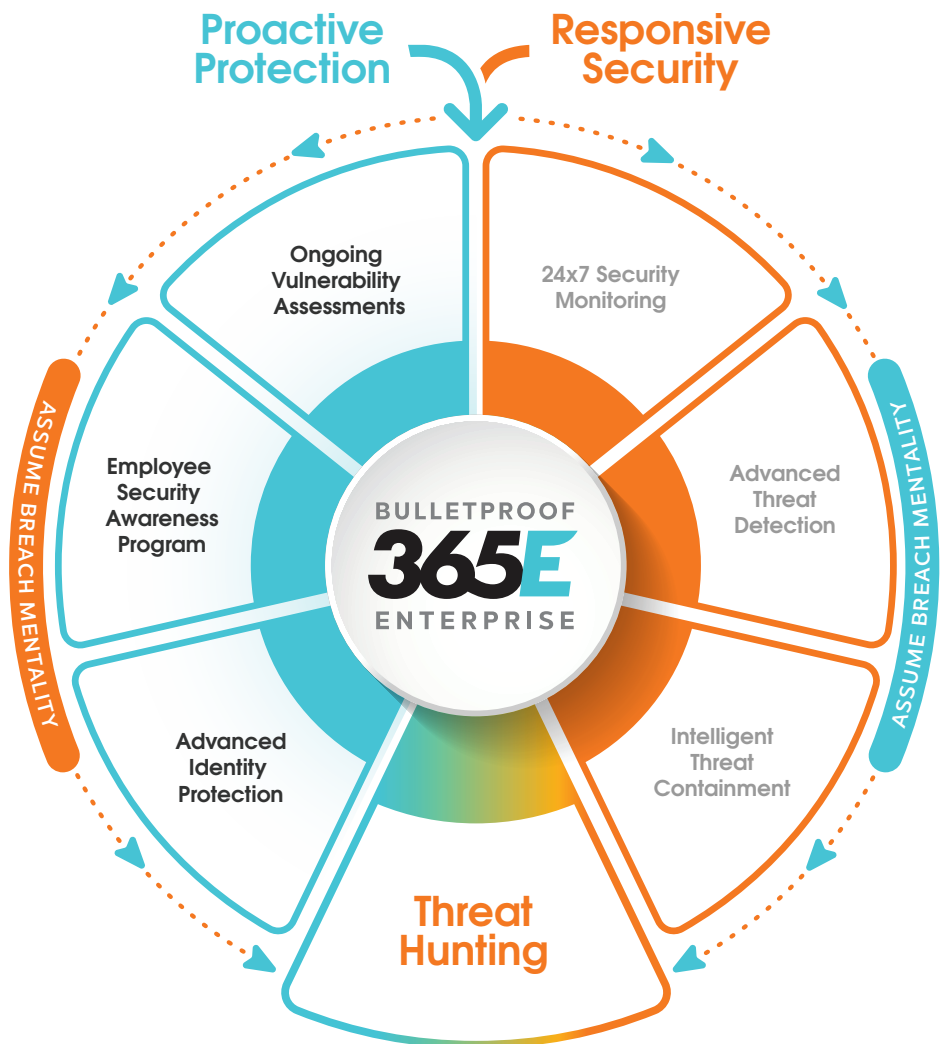 Proactive
Protection
Responsive
Security
Ongoing
Vulnerability
Assessments
24x7 Security
Monitoring
ASSUME BREACH MENTALITY
Employee
Security
Awareness
Program
BULLETPROOF
365E
ENTERPRISE
Advanced
Threat
Detection
ASSUME BREACH MENTALITY
Advanced
Identity
Protection
Intelligent
Threat
Containment
Threat
Hunting